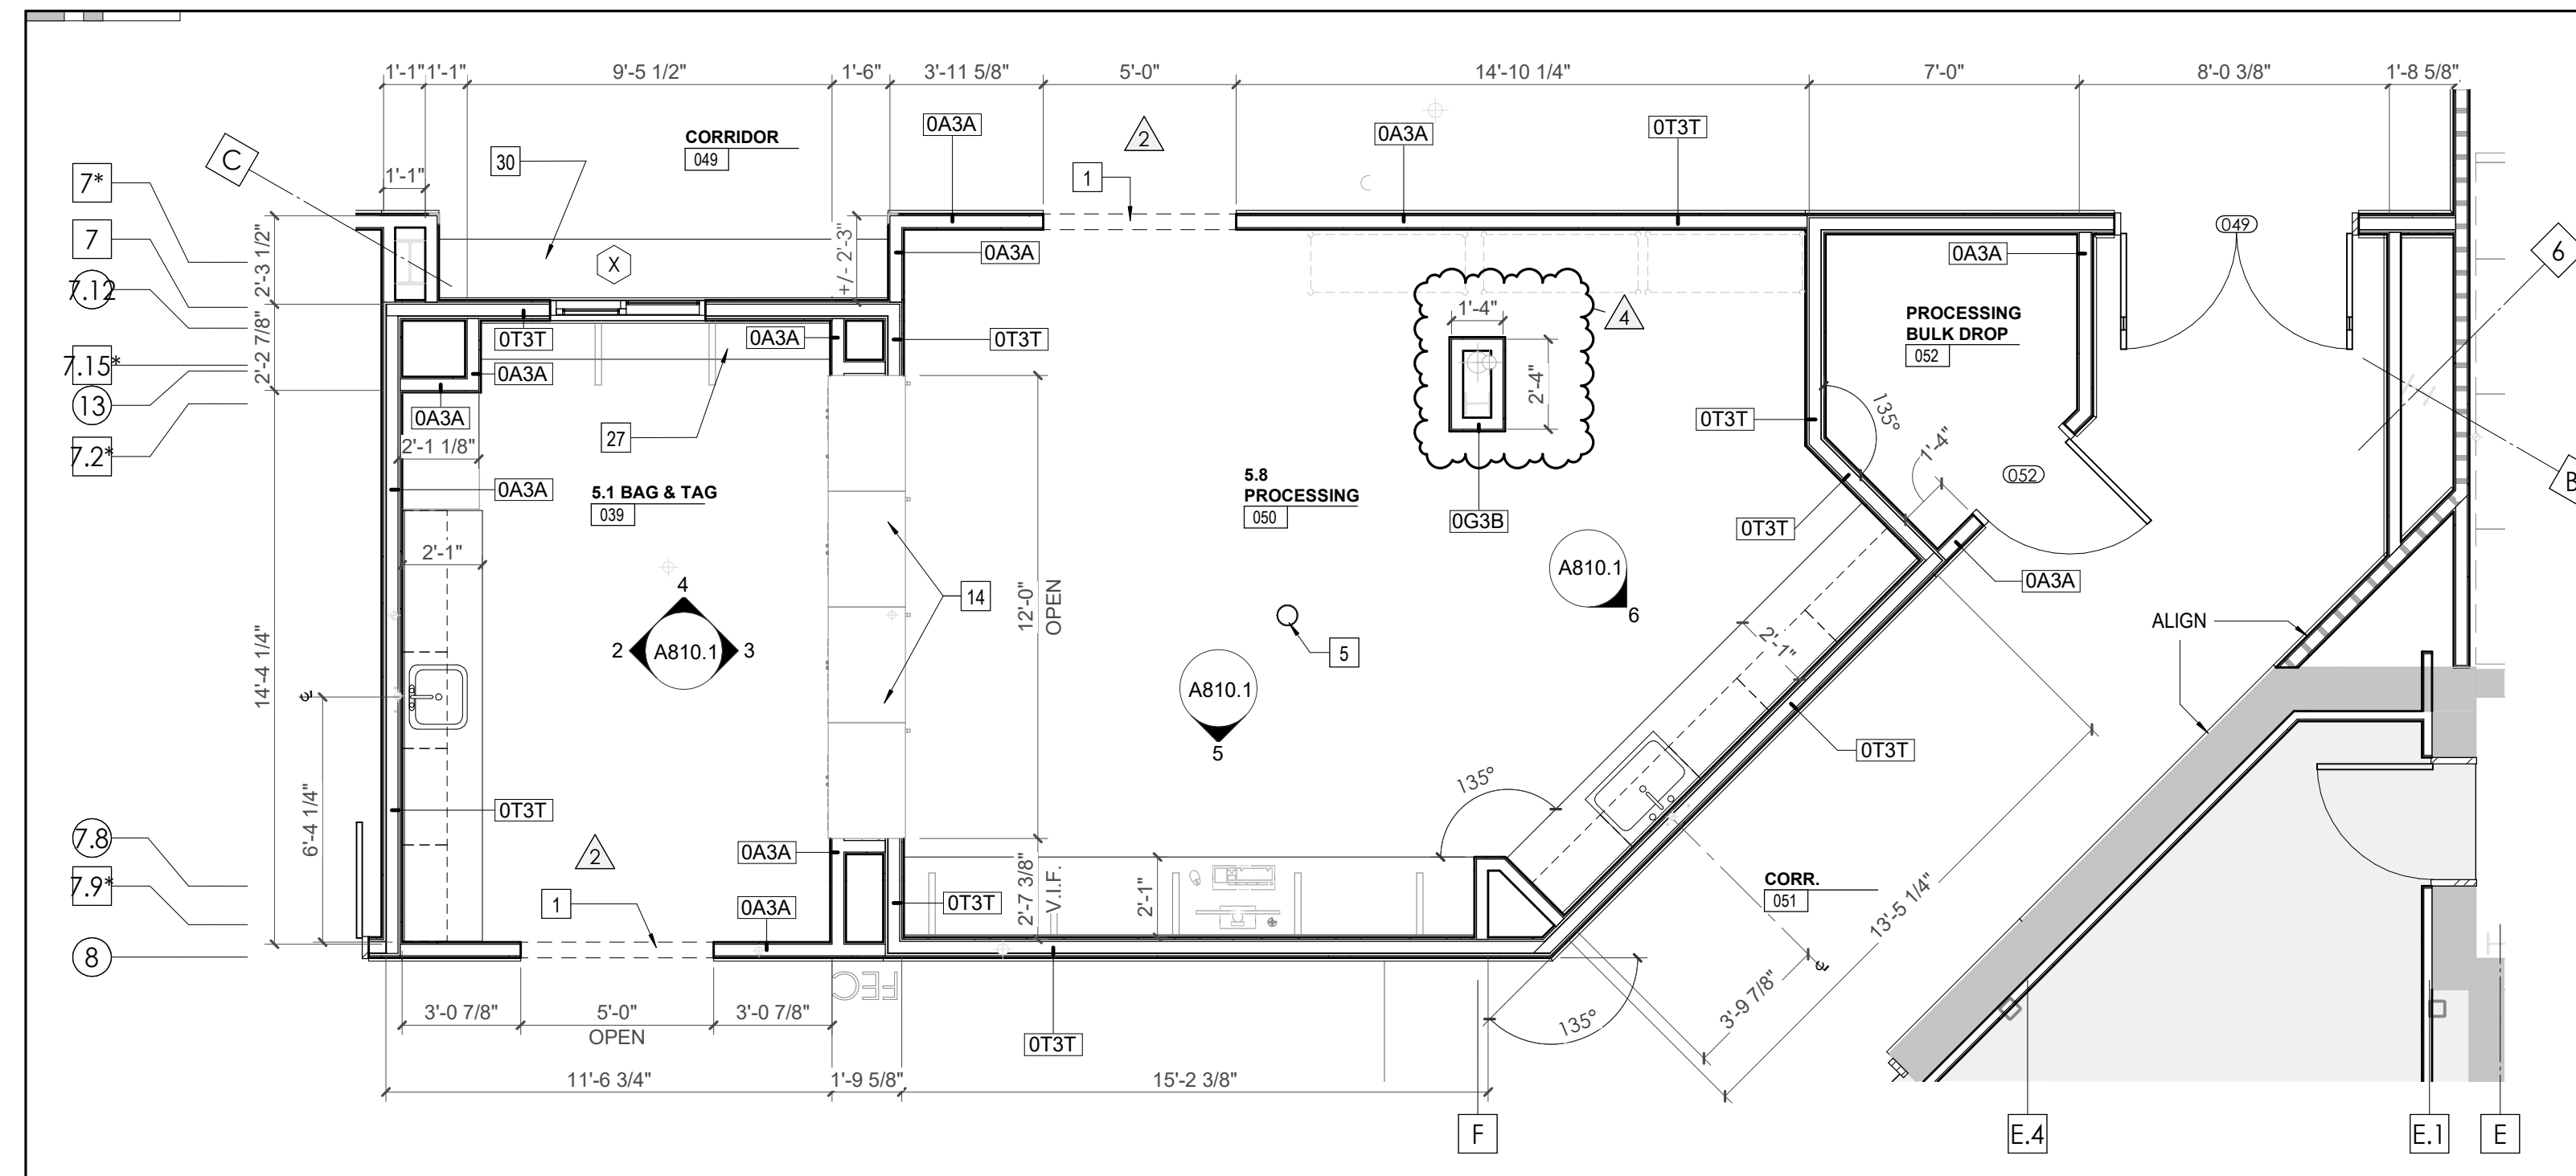 1'-1" 1'-1" 9'-5 1/2" 1'-6" 3'-11 5/8" 5'-0" 14'-10 1/4" 7'-0" 8'-0 3/8" 1'-8 5/8"
0A3A 2 0A3A 0T3T
CORRIDOR
049
C 30
7* 1'-1" 1
7 049
2'-3 1/2" +/- 2'-3" 0A3A 0A3A 6
X
7.12
1'-4" 4
PROCESSING
BULK DROP
052
0T3T 0A3A 0T3T
7.15* 2'-2 7/8" 0A3A
2'-4"
13
0A3A 0T3T 135°
27 1'-4"
7.2* 2'-1 1/8"
5.8
PROCESSING
050
052
B
0A3A
5.1 BAG & TAG
039
0G3B 0T3T
2'-1"
A810.1
6
4
14 12'-0"
OPEN
0A3A
ALIGN
2 A810.1 3
5 2'-1"
14'-4 1/4"
A810.1
5
0T3T
135°
6'-4 1/4" 0T3T
7.8 2 0A3A
7.9*
1 0A3A 0T3T 2'-7 3/8"
V.I.F. 2'-1"
CORR.
051
13'-5 1/4"
8
FEC
3'-9 7/8"
3'-0 7/8" 5'-0" 3'-0 7/8"
OPEN 0T3T 135°
11'-6 3/4" 1'-9 5/8" 15'-2 3/8"
F E.4 E.1 E